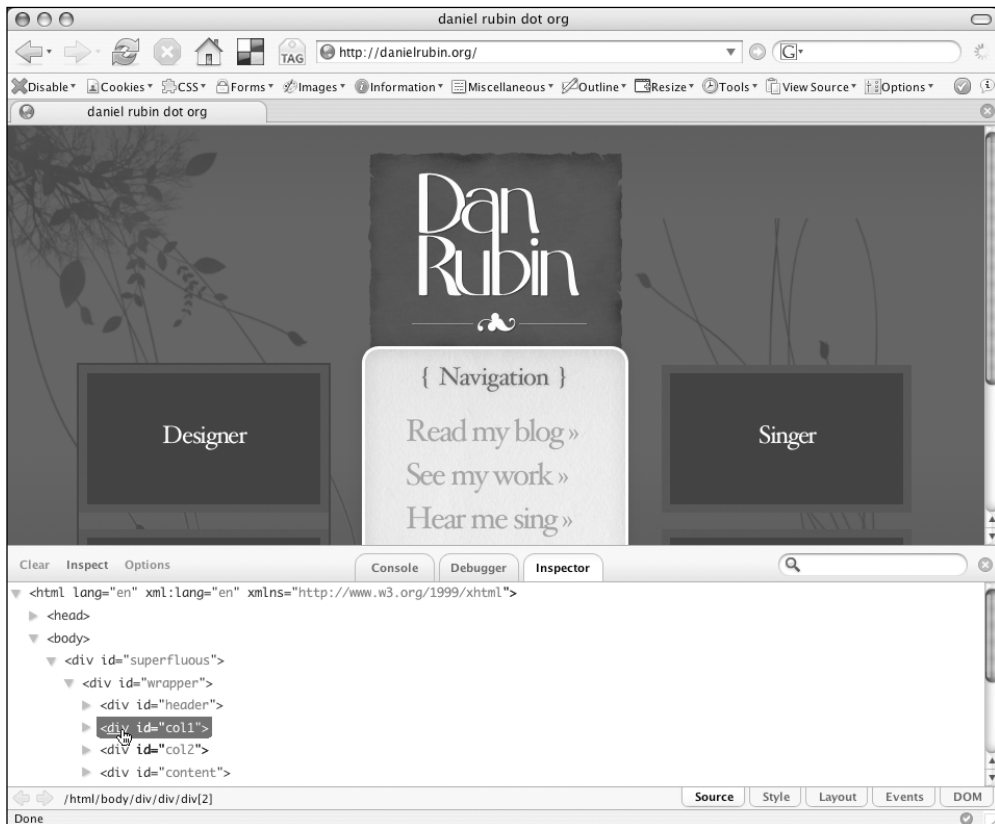 daniel rubin dot org
TAG http://danielrubin.org/ G
Disable Cookies CSS Forms Images Information Miscellaneous Outline Resize Tools View Source Options
daniel rubin dot org
Dan
Rubin
{ Navigation }
Designer
Read my blog »
Singer
See my work »
Hear me sing »
Clear Inspect Options Console Debugger Inspector
<html lang="en" xml:lang="en" xmlns="http://www.w3.org/1999/xhtml">
<head>
<body>
<div id="superfluous">
<div id="wrapper">
<div id="header">
<div id="col1">
<div id="col2">
<div id="content">
/html/body/div/div/div[2] Source Style Layout Events DOM
Done